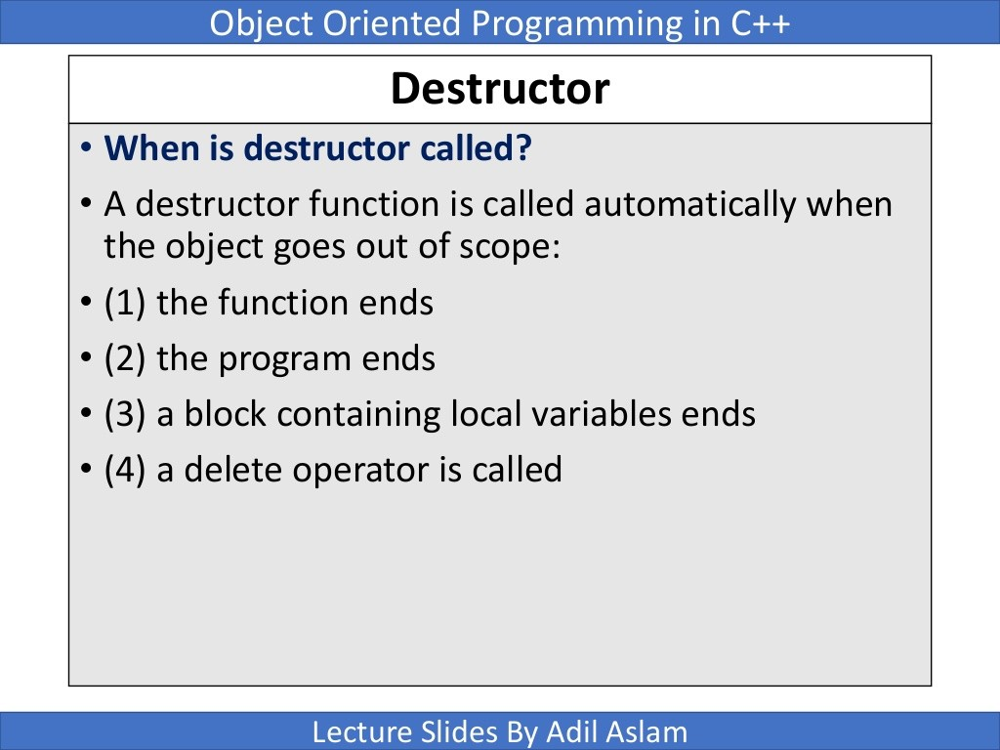 Object Oriented Programming in C++
Destructor
• When is destructor called?
• A destructor function is called automatically when
the object goes out of scope:
• (1) the function ends
• (2) the program ends
• (3) a block containing local variables ends
• (4) a delete operator is called
Lecture Slides By Adil Aslam